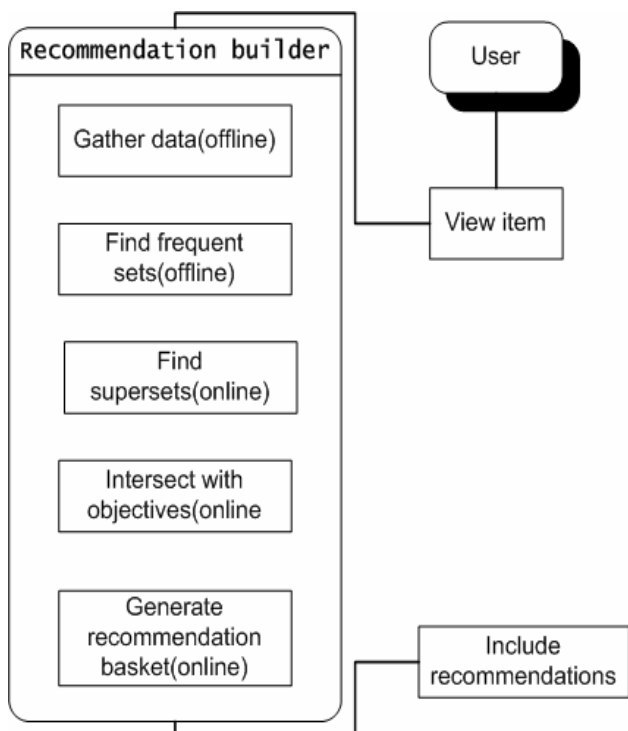 Recommendation builder
Gather data(offline)
Find frequent
sets(offline)
Find
supersets(online)
Intersect with
objectives(online
Generate
recommendation
basket(online)
User
View item
Include
recommendations